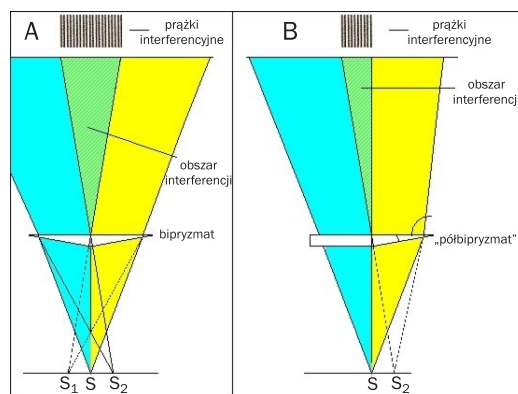 A
prążki
interferencyjne
obszar
interferencji
bipryzmat
S1 S S2
B
prążki
interferencyjne
obszar
interferencj
„półbipryzmat”
S S2